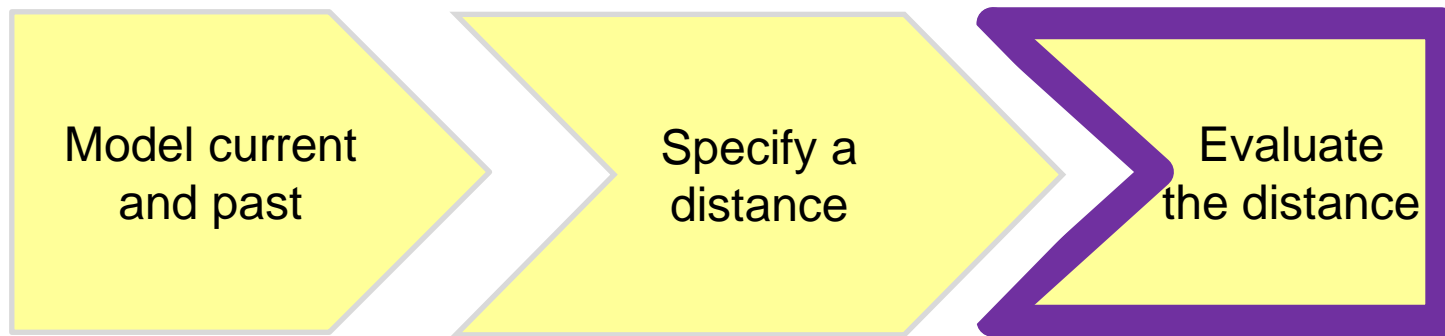 Model current
and past
Specify a
distance
Evaluate
the distance